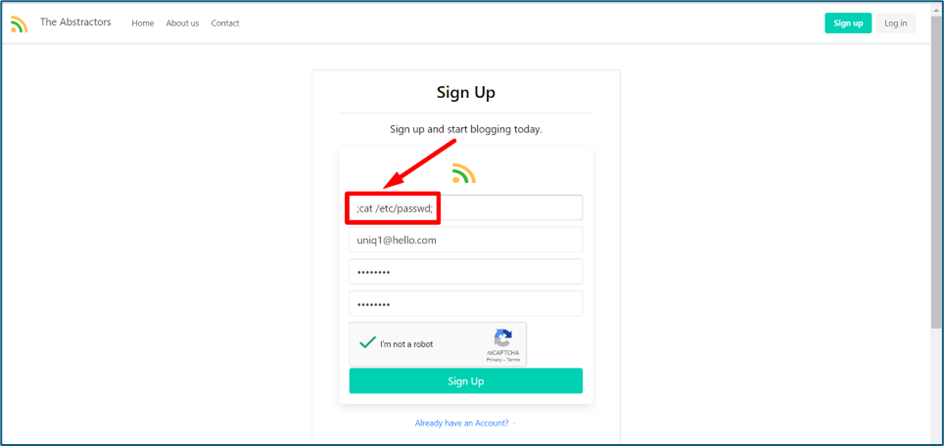 The Abstractors Home About us Contact Sign up Log in
Sign Up
Sign up and start blogging today.
;cat /etc/passwd;
uniq1@hello.com
••••••••
••••••••
I'm not a robot
reCAPTCHA
Privacy - Terms
Sign Up
Already have an Account? -